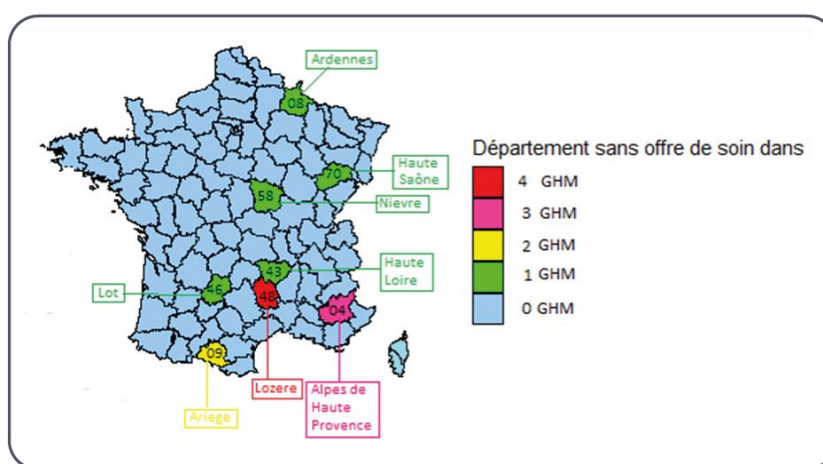 Ardennes
08
Haute
Saône
70
58
Nievre
Haute
Loire
43
46
Lot
48
04
09
Lozere
Alpes de
Haute
Provence
Ariege
Département sans offre de soin dans
4 GHM
3 GHM
2 GHM
1 GHM
0 GHM